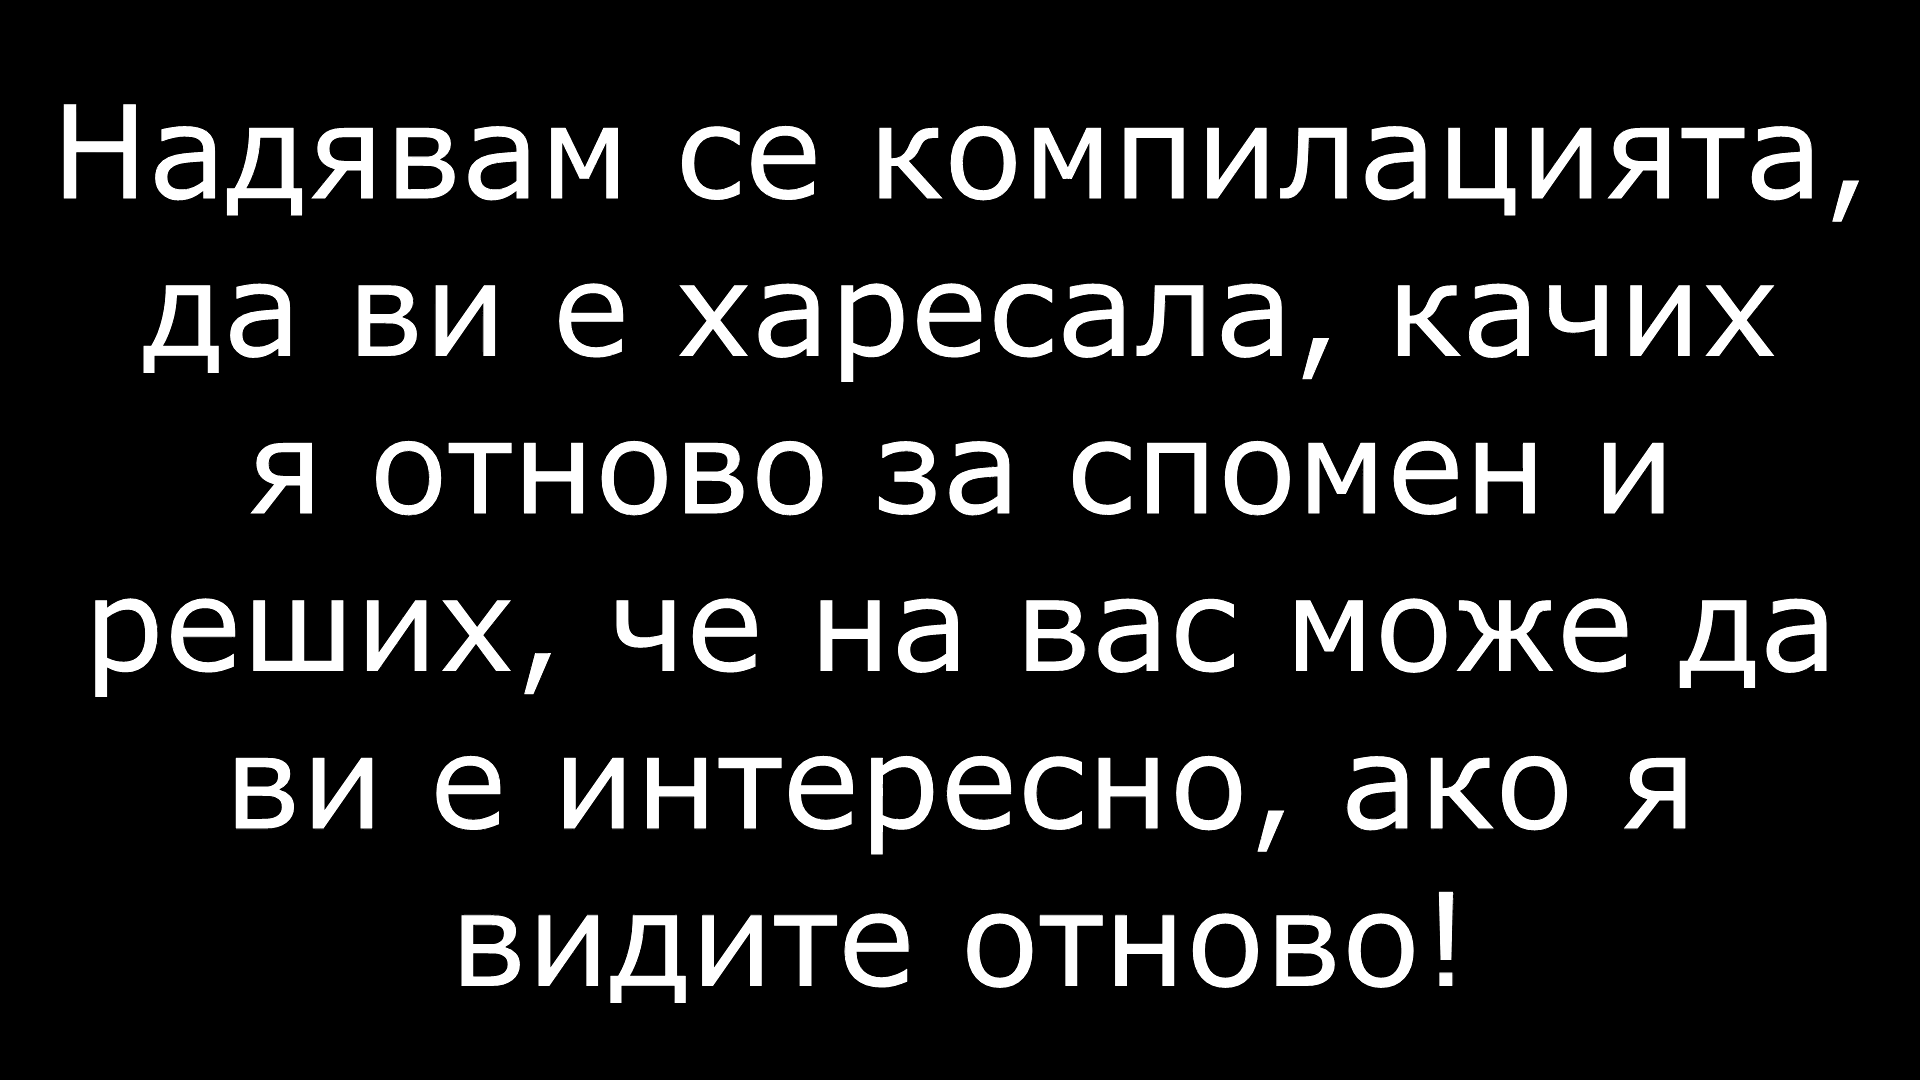 Надявам се компилацията,
да ви е харесала, качих
я отново за спомен и
реших, че на вас може да
ви е интересно, ако я
видите отново!